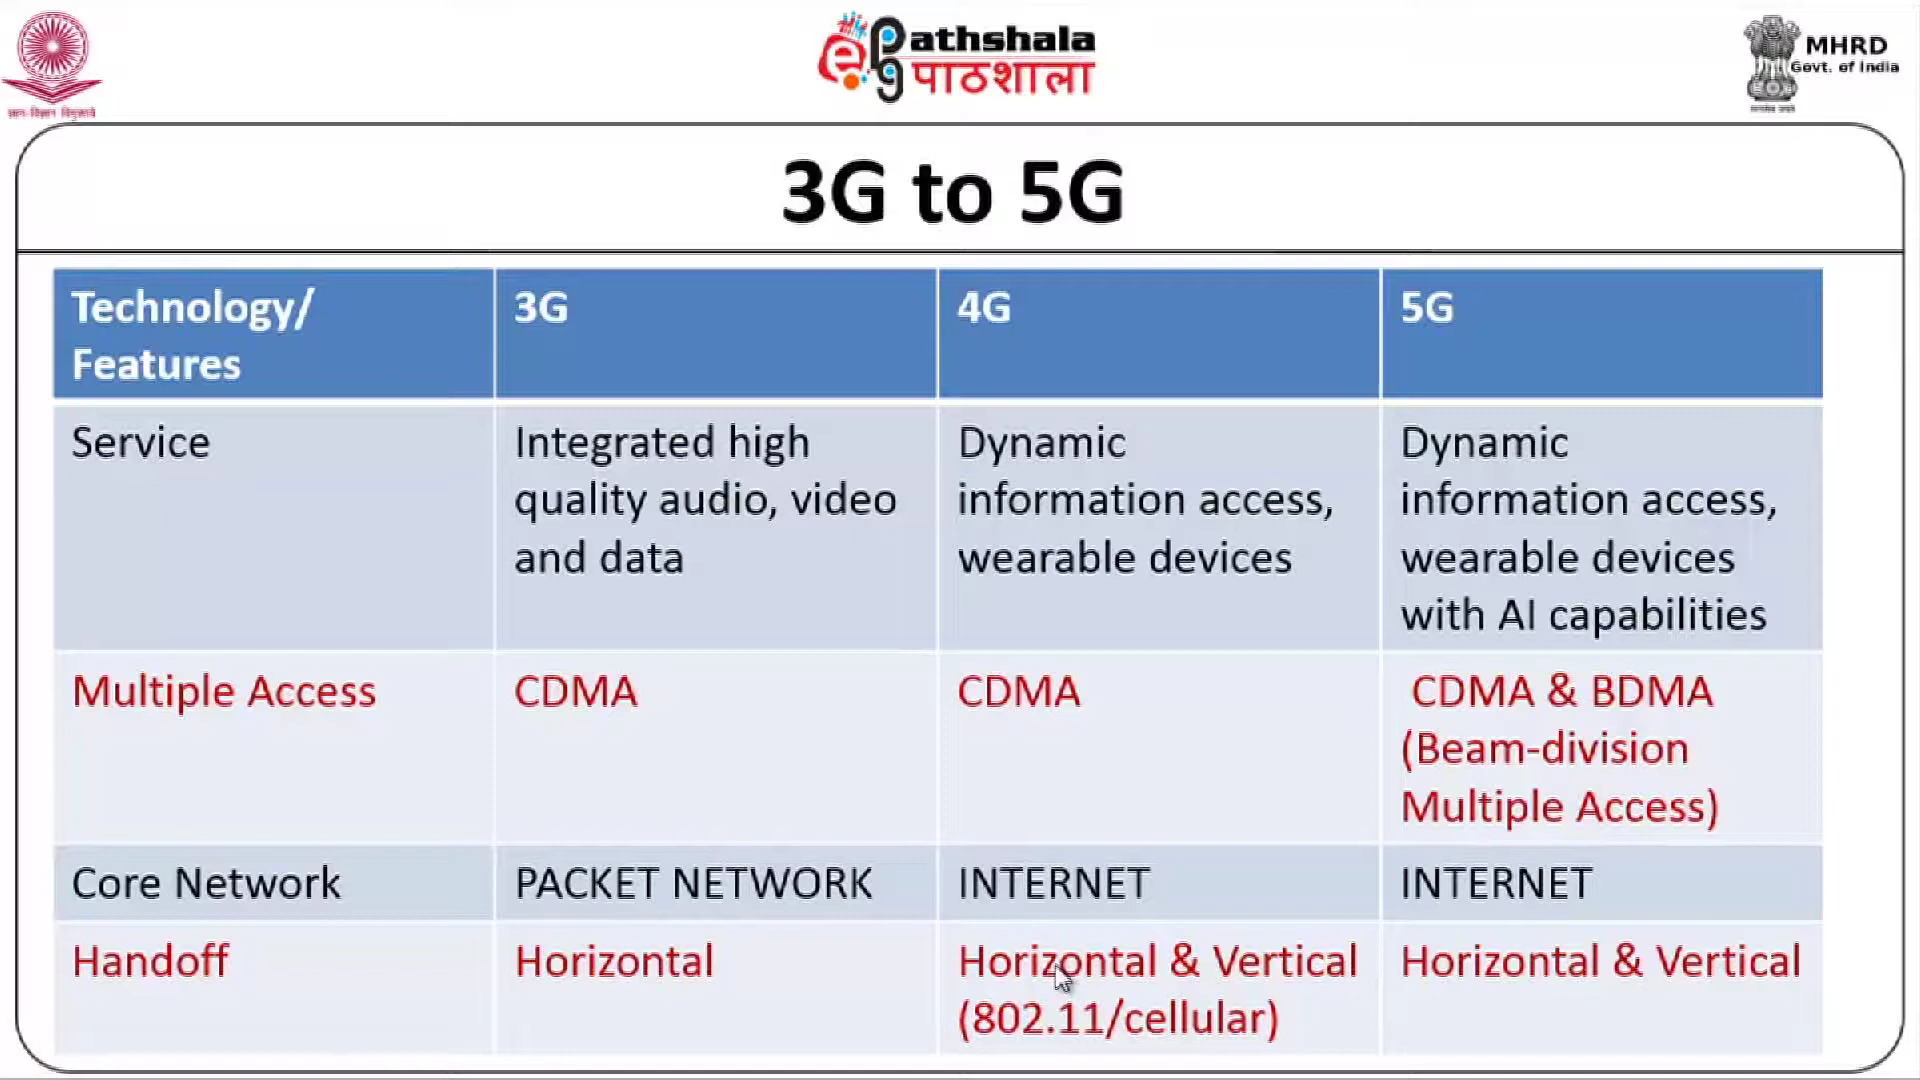 ज्ञान-विज्ञान विमुक्तये
ePathshala
पाठशाला
MHRD
Govt. of India
3G to 5G
Technology/
Features
3G
4G
5G
Service
Integrated high
quality audio, video
and data
Dynamic
information access,
wearable devices
Dynamic
information access,
wearable devices
with AI capabilities
Multiple Access
CDMA
CDMA
CDMA & BDMA
(Beam-division
Multiple Access)
Core Network
PACKET NETWORK
INTERNET
INTERNET
Handoff
Horizontal
Horizontal & Vertical
(802.11/cellular)
Horizontal & Vertical